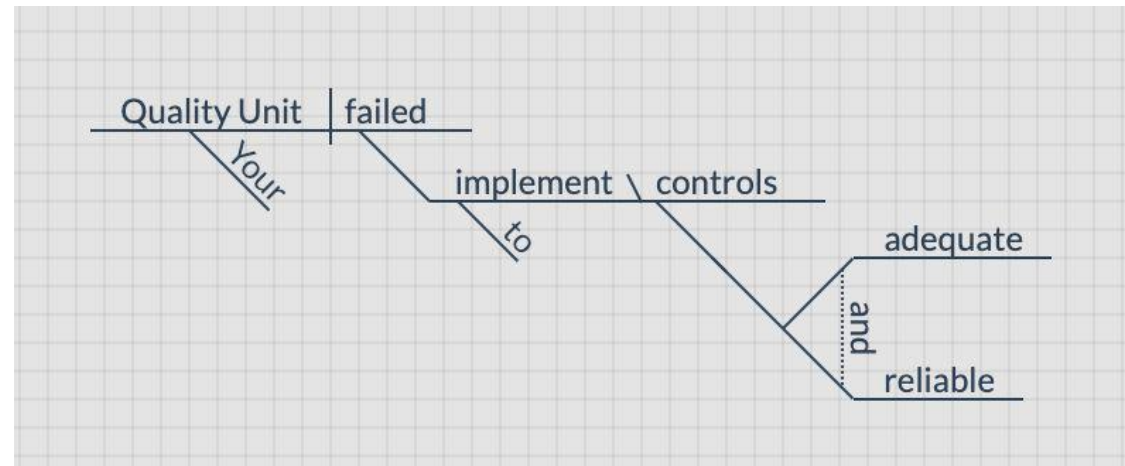 Quality Unit failed
Your
implement controls
to
adequate
and
reliable